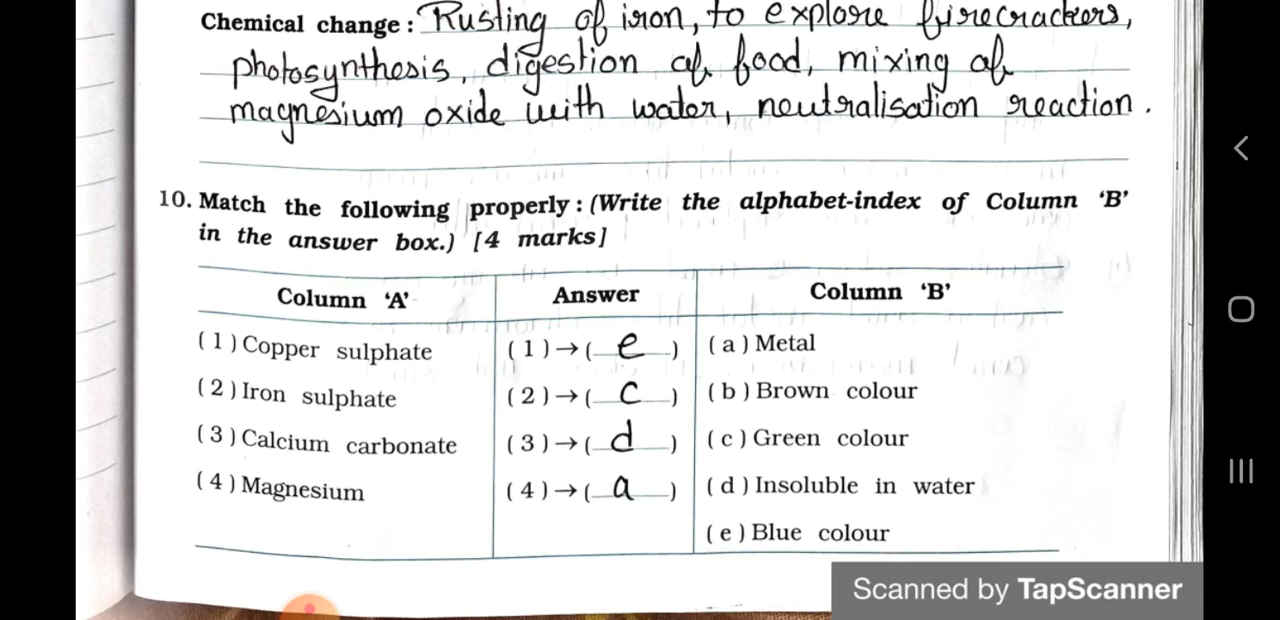 Chemical change : Rusting of iron, to explore firecrackers,
photosynthesis, digestion of food, mixing of
magnesium oxide with water, neutralisation reaction.
10. Match the following properly : (Write the alphabet-index of Column 'B'
in the answer box.) [4 marks]
Column 'A' Answer Column 'B'
(1) Copper sulphate (1)→( e ) (a) Metal
(2) Iron sulphate (2)→( c ) (b) Brown colour
(3) Calcium carbonate (3)→( d ) (c) Green colour
(4) Magnesium (4)→( a ) (d) Insoluble in water
(e) Blue colour
Scanned by TapScanner